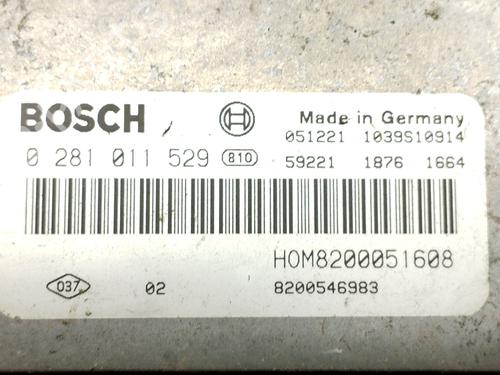 BOSCH
Made in Germany
051221 1039S10914
0 281 011 529 810
59221 1876 1664
HOM8200051608
037 02 8200546983